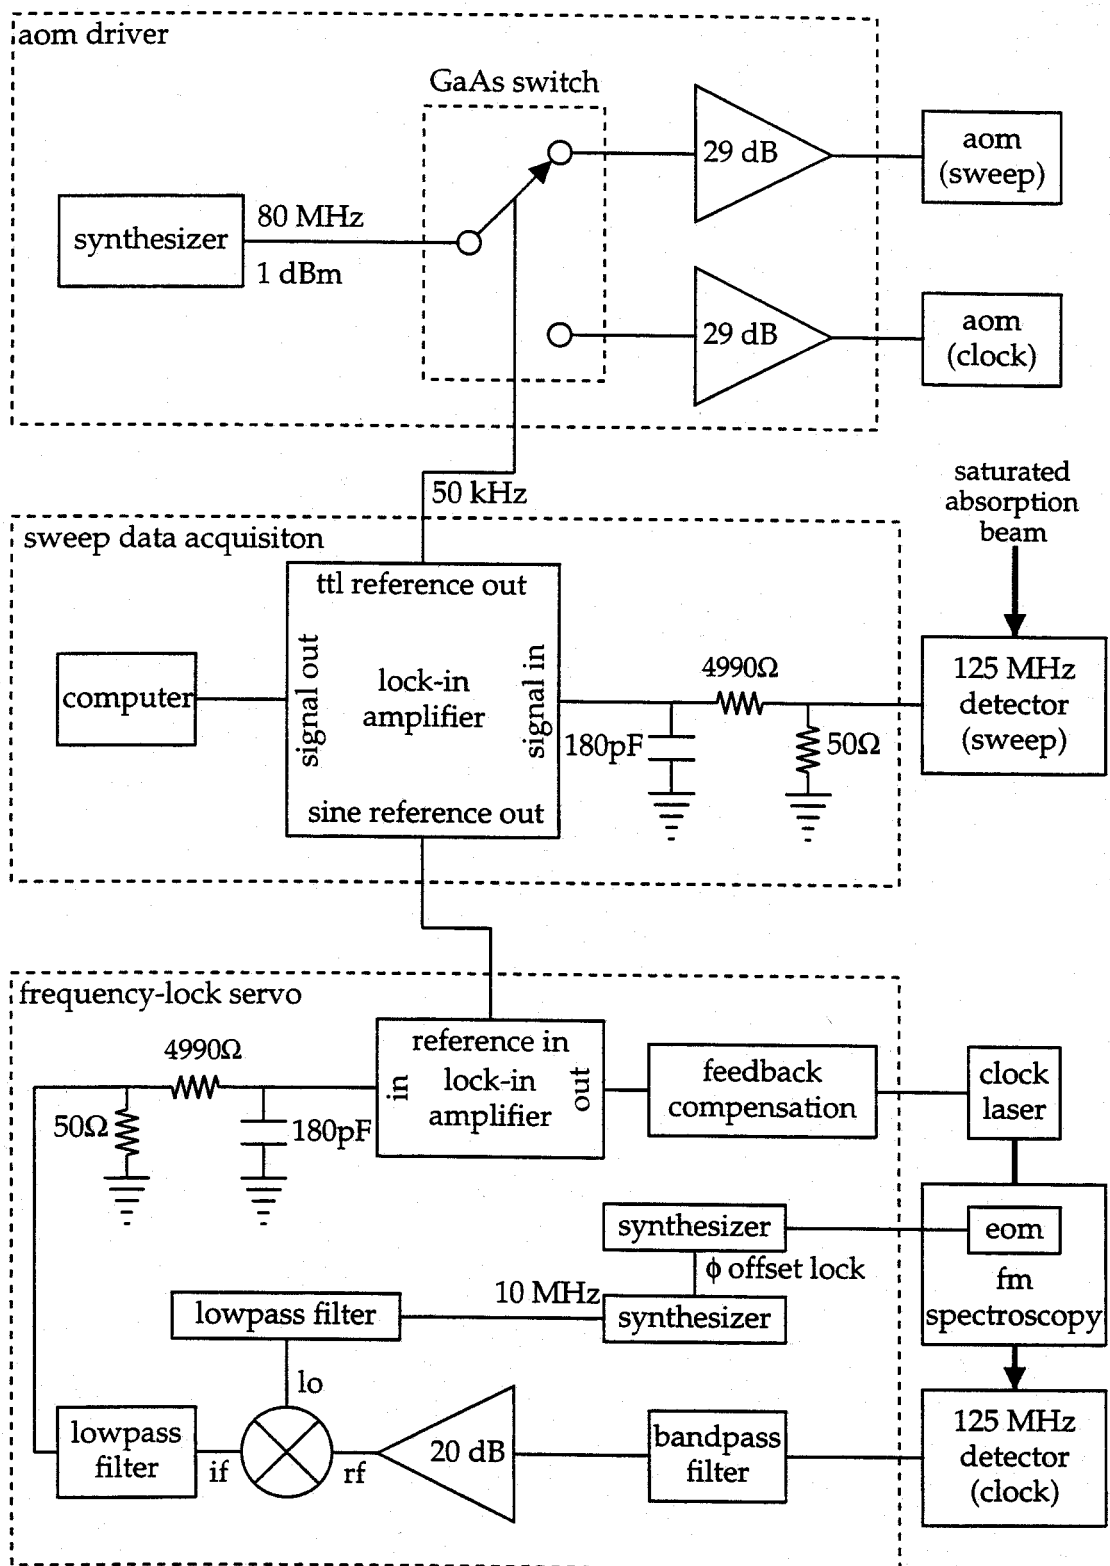 aom driver
GaAs switch
29 dB
aom
(sweep)
synthesizer
80 MHz
1 dBm
29 dB
aom
(clock)
50 kHz
saturated
absorption
beam
sweep data acquisiton
ttl reference out
signal out
lock-in
amplifier
signal in
sine reference out
computer
4990Ω
180pF
50Ω
125 MHz
detector
(sweep)
frequency-lock servo
4990Ω
50Ω
180pF
reference in
in
lock-in
amplifier
out
feedback
compensation
clock
laser
synthesizer
eom
ϕ offset lock
fm
spectroscopy
10 MHz
lowpass filter
synthesizer
lo
lowpass
filter
if
rf
20 dB
bandpass
filter
125 MHz
detector
(clock)